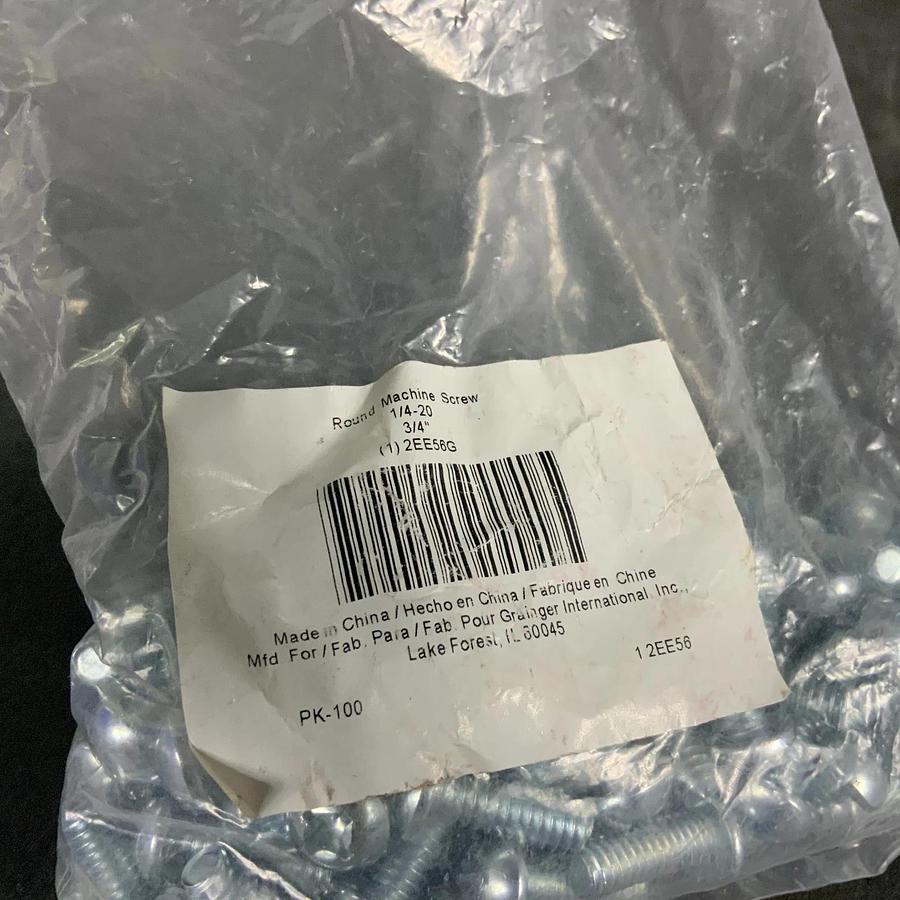 Round Machine Screw
1/4-20
3/4"
(1) 2EE56G
Made in China / Hecho en China / Fabrique en Chine
Mfd For / Fab. Para / Fab. Pour Grainger International, Inc.,
Lake Forest, IL 60045
1 2EE56
PK-100